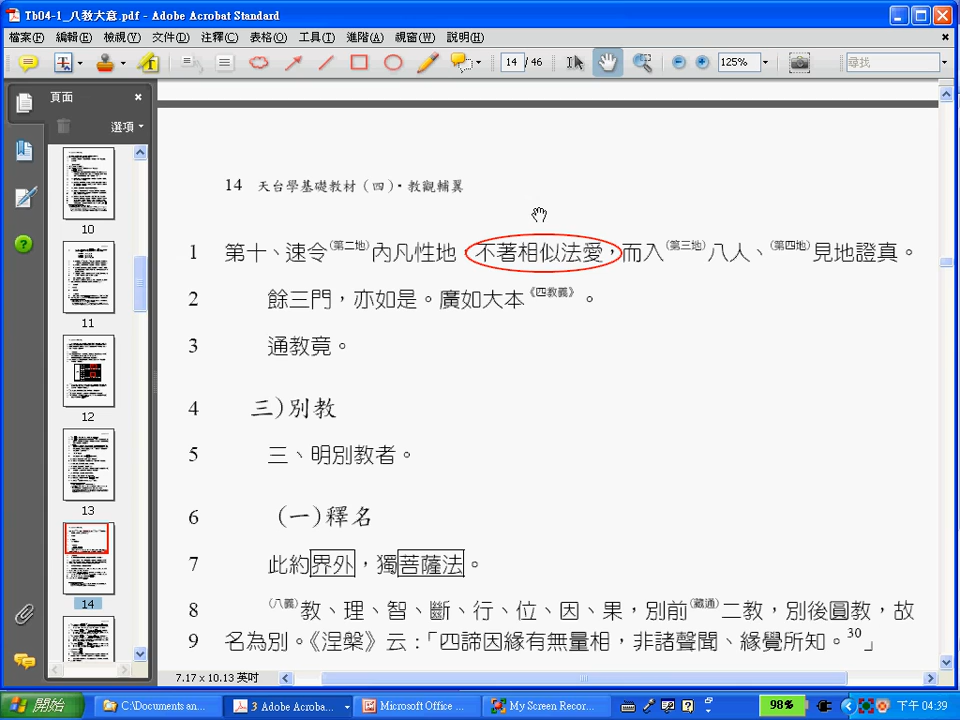 Tb04-1_八教大意.pdf - Adobe Acrobat Standard
檔案(F) 編輯(E) 檢視(V) 文件(D) 注釋(C) 表格(O) 工具(T) 進階(A) 視窗(W) 說明(H)
14 / 46 125% 尋找
頁面
選項
10
11
12
13
14
14 天台學基礎教材(四)・教觀輔翼
1 第十、速令(第二地)內凡性地,不著相似法愛,而入(第三地)八人、(第四地)見地證真。
2 餘三門,亦如是。廣如大本《四教義》。
3 通教竟。
4 三)別教
5 三、明別教者。
6 (一)釋名
7 此約界外,獨菩薩法。
8 (八義)教、理、智、斷、行、位、因、果,別前(藏通)二教,別後圓教,故
9 名為別。《涅槃》云:「四諦因緣有無量相,非諸聲聞、緣覺所知。30」
7.17 x 10.13 英吋
開始 C:\Documents an... 3 Adobe Acroba... Microsoft Office ... My Screen Recor... 98% 下午 04:39